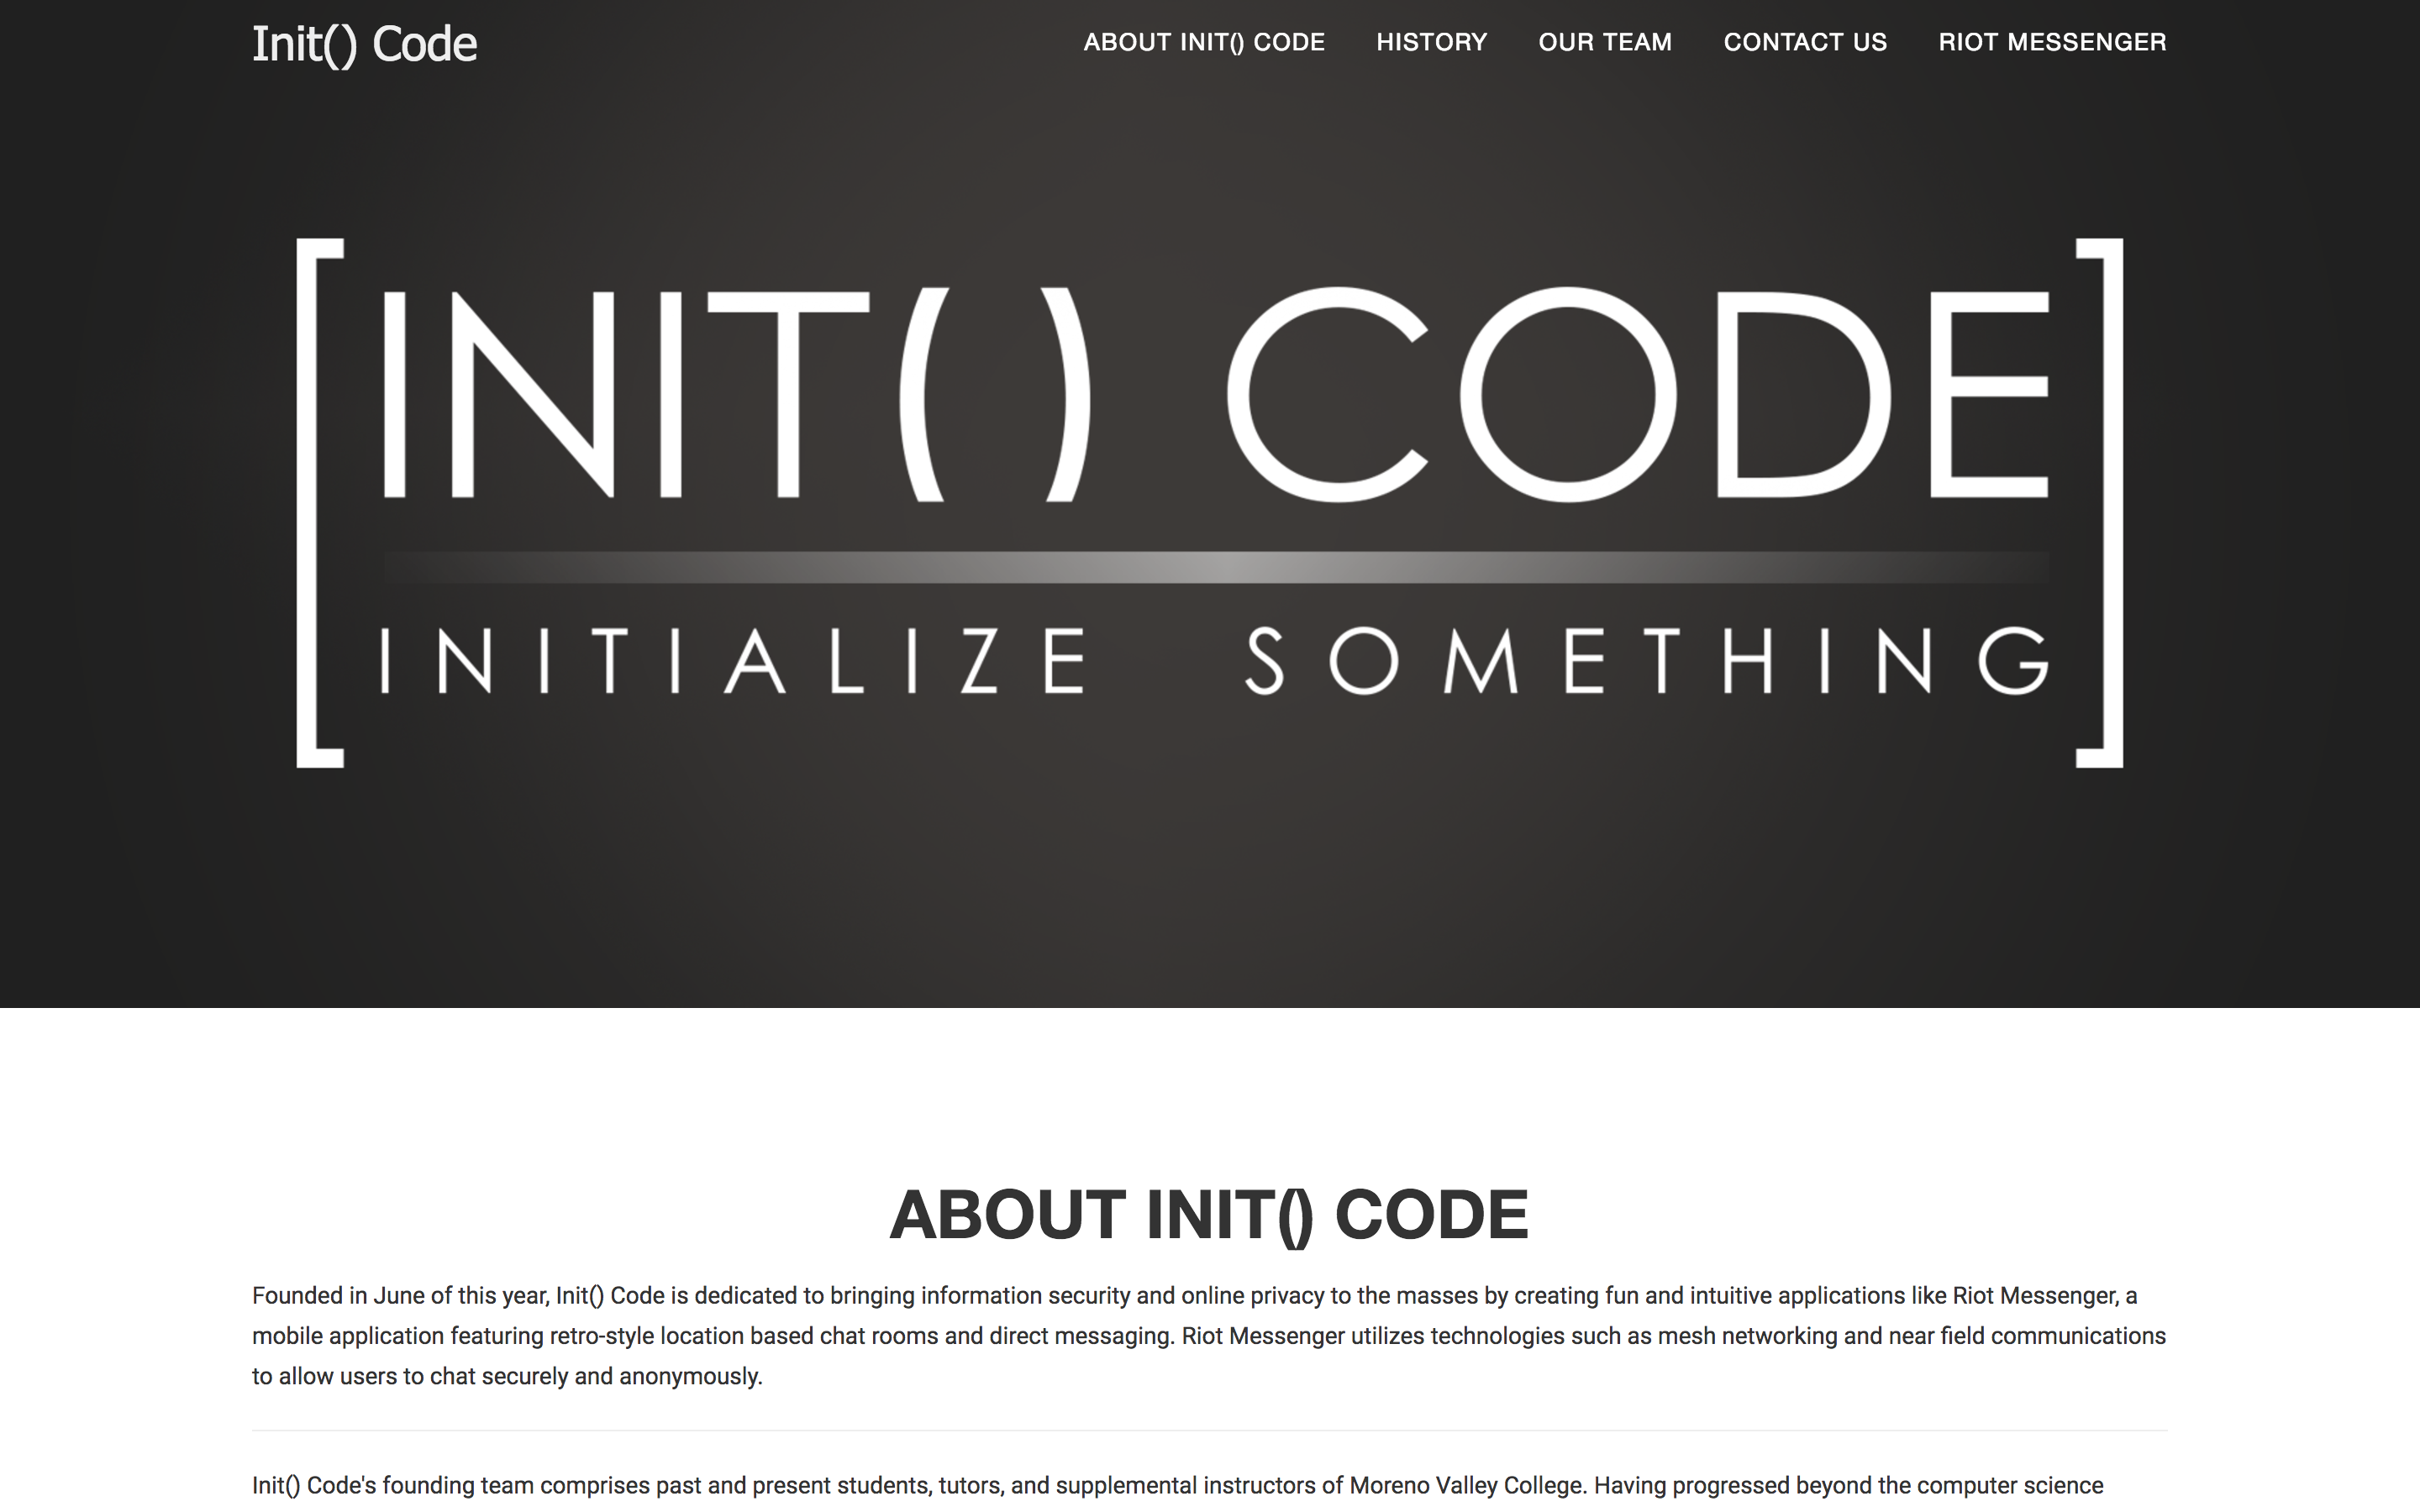 Init() Code
ABOUT INIT() CODE HISTORY OUR TEAM CONTACT US RIOT MESSENGER
[INIT( ) CODE
INITIALIZE SOMETHING]
ABOUT INIT() CODE
Founded in June of this year, Init() Code is dedicated to bringing information security and online privacy to the masses by creating fun and intuitive applications like Riot Messenger, a
mobile application featuring retro-style location based chat rooms and direct messaging. Riot Messenger utilizes technologies such as mesh networking and near field communications
to allow users to chat securely and anonymously.
Init() Code's founding team comprises past and present students, tutors, and supplemental instructors of Moreno Valley College. Having progressed beyond the computer science